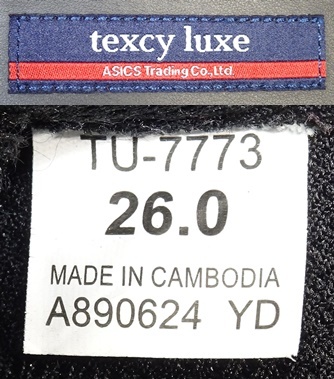 texcy luxe
ASICS Trading Co.,Ltd.
TU-7773
26.0
MADE IN CAMBODIA
A890624 YD